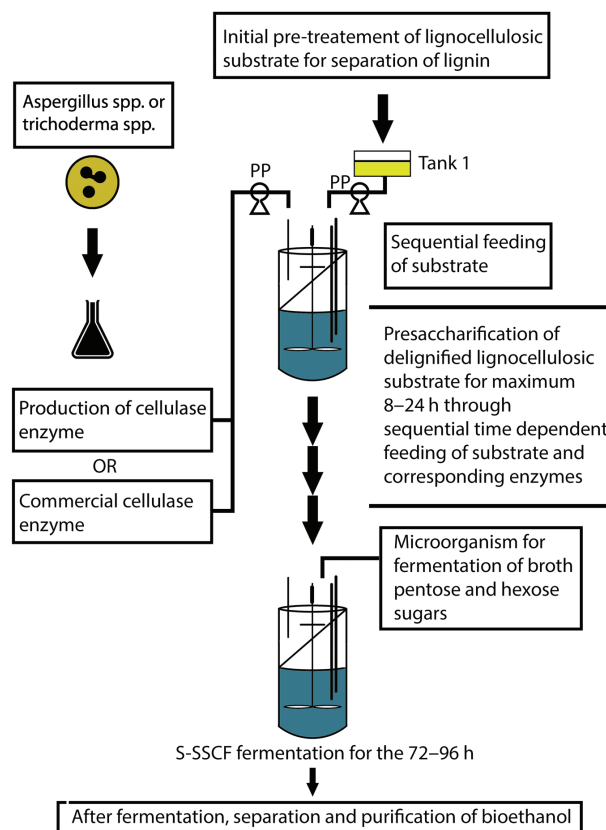 Initial pre-treatement of lignocellulosic
substrate for separation of lignin
Aspergillus spp. or
trichoderma spp.
PP
PP
Tank 1
Sequential feeding
of substrate
Presaccharification of
delignified lignocellulosic
substrate for maximum
8–24 h through
sequential time dependent
feeding of substrate and
corresponding enzymes
Production of cellulase
enzyme
OR
Commercial cellulase
enzyme
Microorganism for
fermentation of broth
pentose and hexose
sugars
S-SSCF fermentation for the 72–96 h
After fermentation, separation and purification of bioethanol